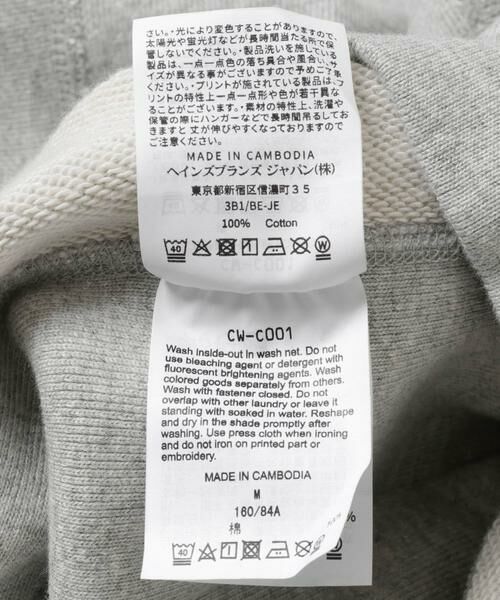 さい。・光により変色することがありますので、
太陽光や蛍光灯などが長時間当たる所で保
管しないでください。・製品洗いを施している
製品は、一点一点色の落ち具合や風合い、サ
イズが異なる事がございますので予めご了承
ください。・プリントが施されている製品は、プ
リントの特性上一点一点形や色が若干異な
ることがございます。・素材の特性上、洗濯や
保管の際にハンガーなどで長時間吊るしてお
きますと 丈が伸びやすくなっておりますので
ご注意ください。
MADE IN CAMBODIA
ヘインズブランズ ジャパン(株)
東京都新宿区信濃町３５
3B1/BE-JE
100% Cotton
40
W
CW-C001
Wash inside-out in wash net. Do not
use bleaching agent or detergent with
fluorescent brightening agents. Wash
colored goods separately from others.
Wash with fastener closed. Do not
overlap with other laundry or leave it
standing with soaked in water. Reshape
and dry in the shade promptly after
washing. Use press cloth when ironing
and do not iron on printed part or
embroidery.
MADE IN CAMBODIA
M
160/84A
棉
%
40